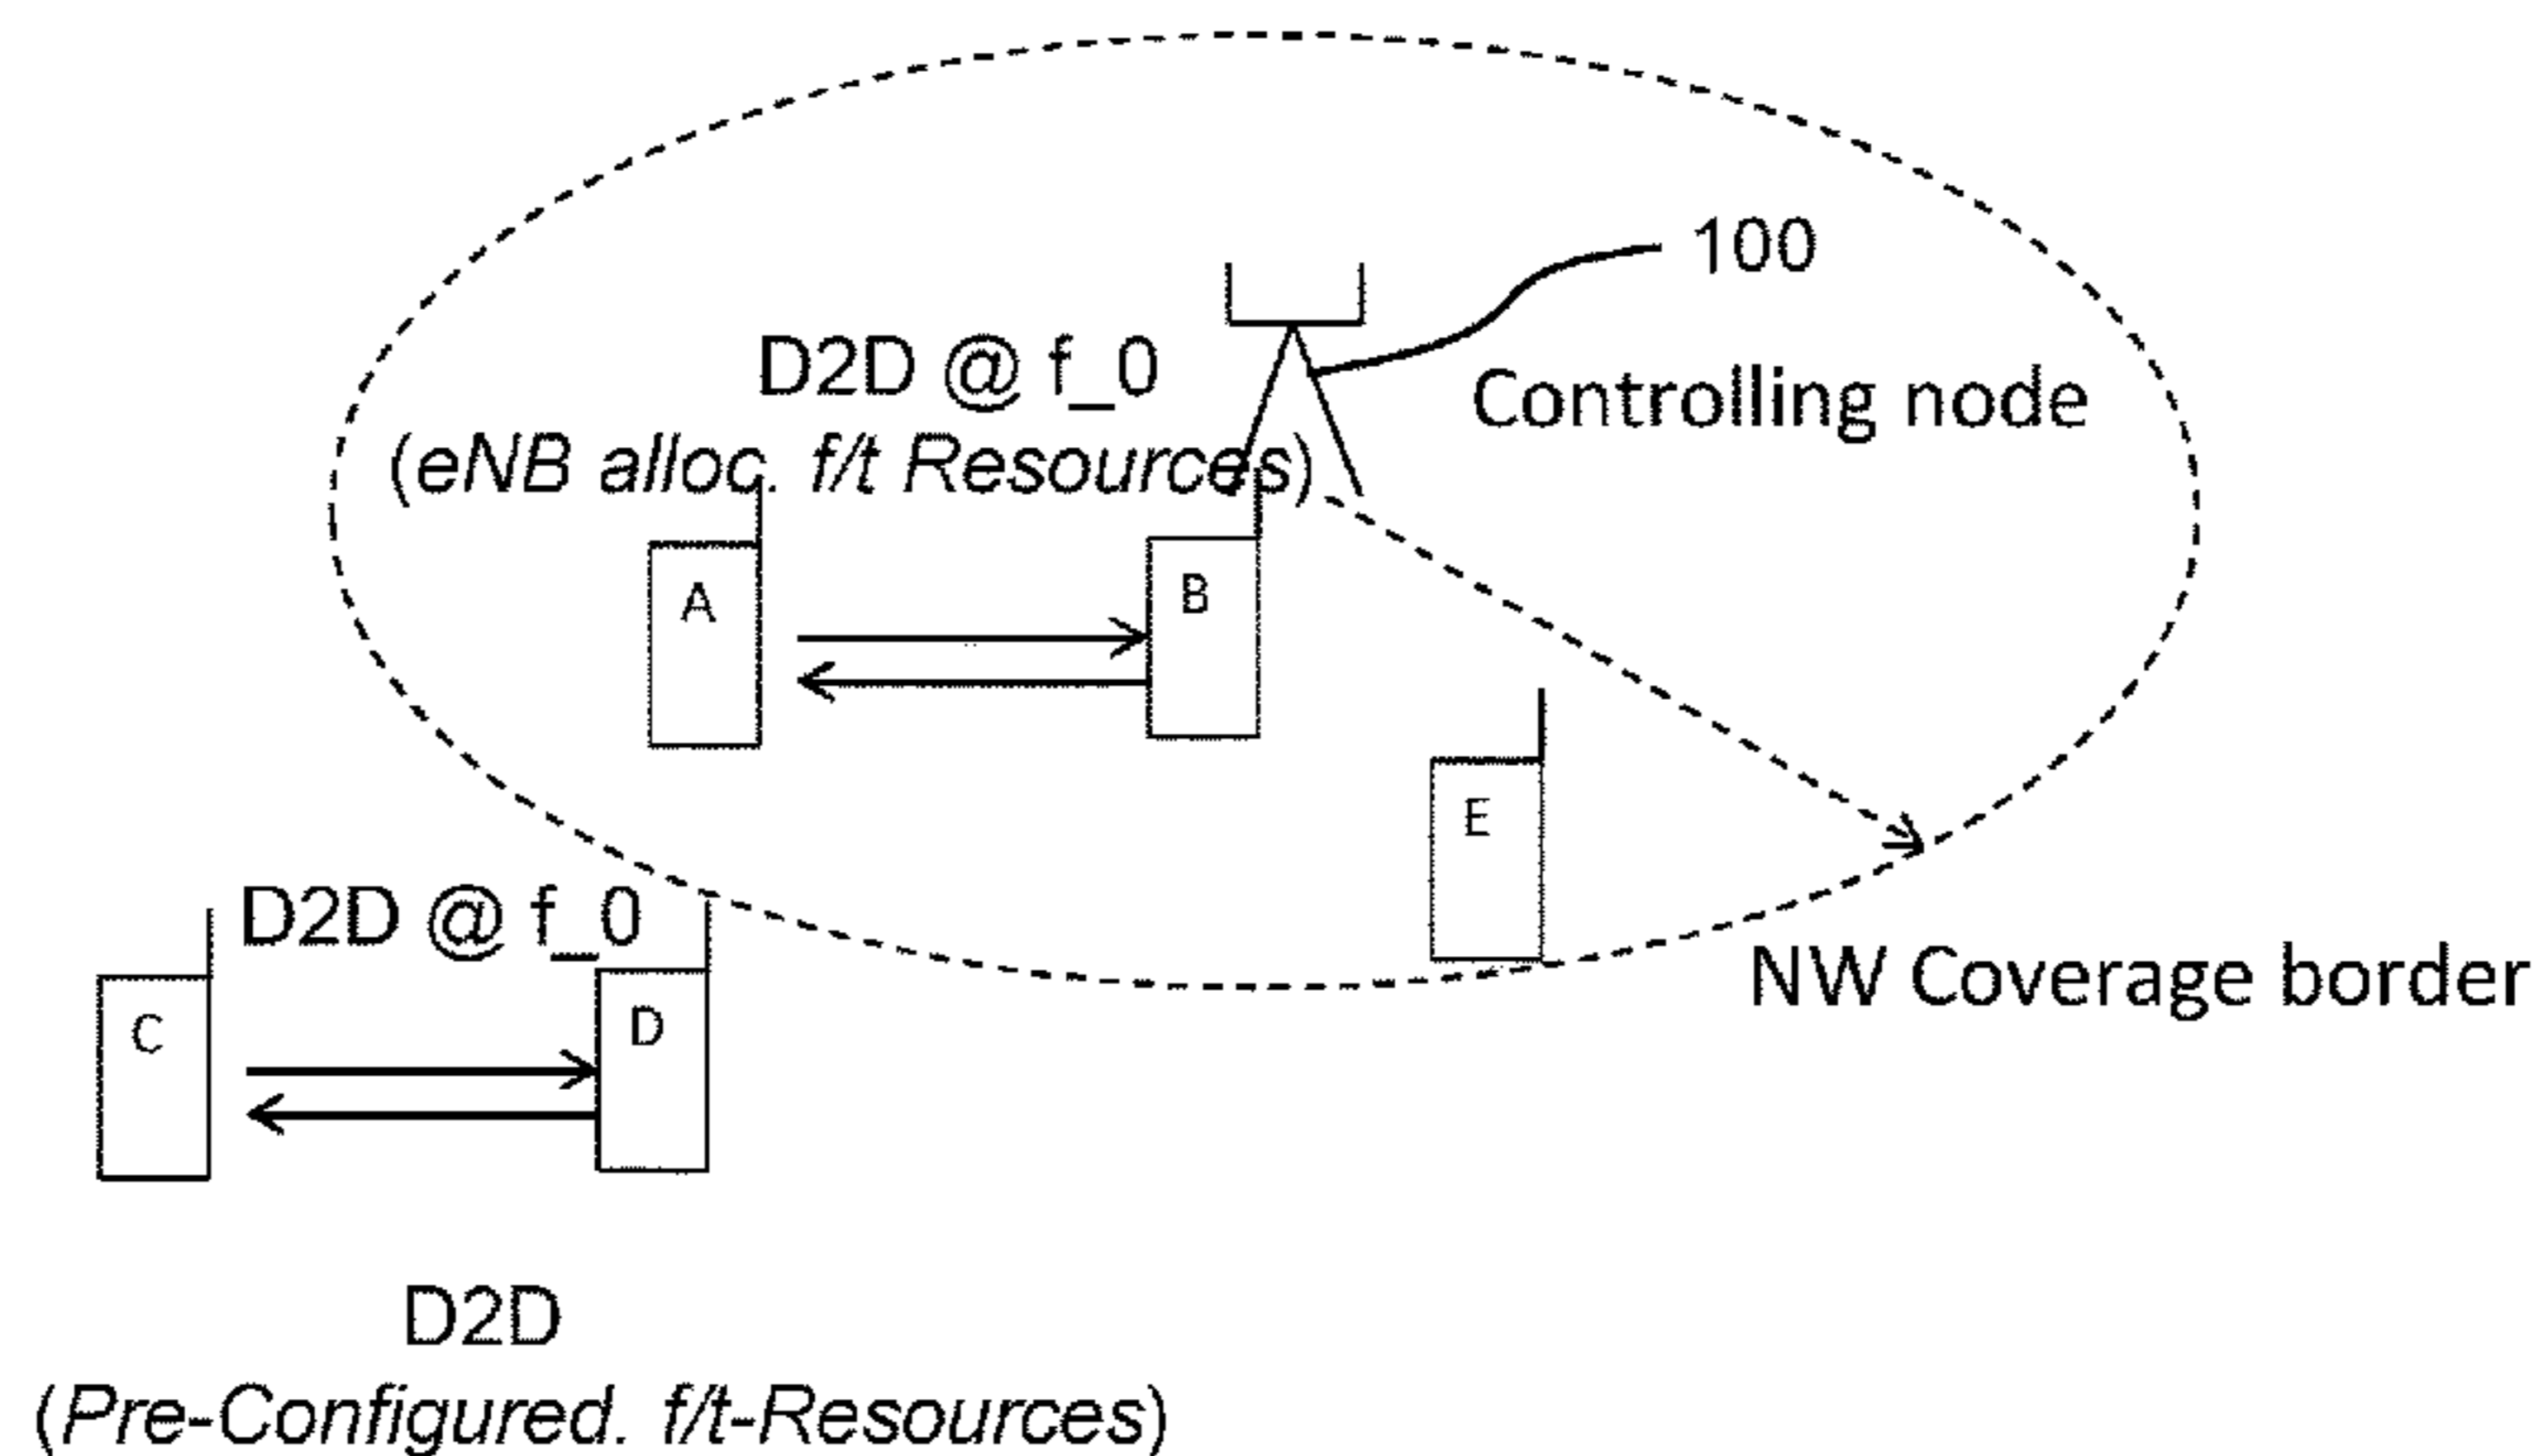 100
D2D @ f_0
Controlling node
(eNB alloc. f/t Resources)
A
B
E
D2D @ f_0
NW Coverage border
C
D
D2D
(Pre-Configured. f/t-Resources)